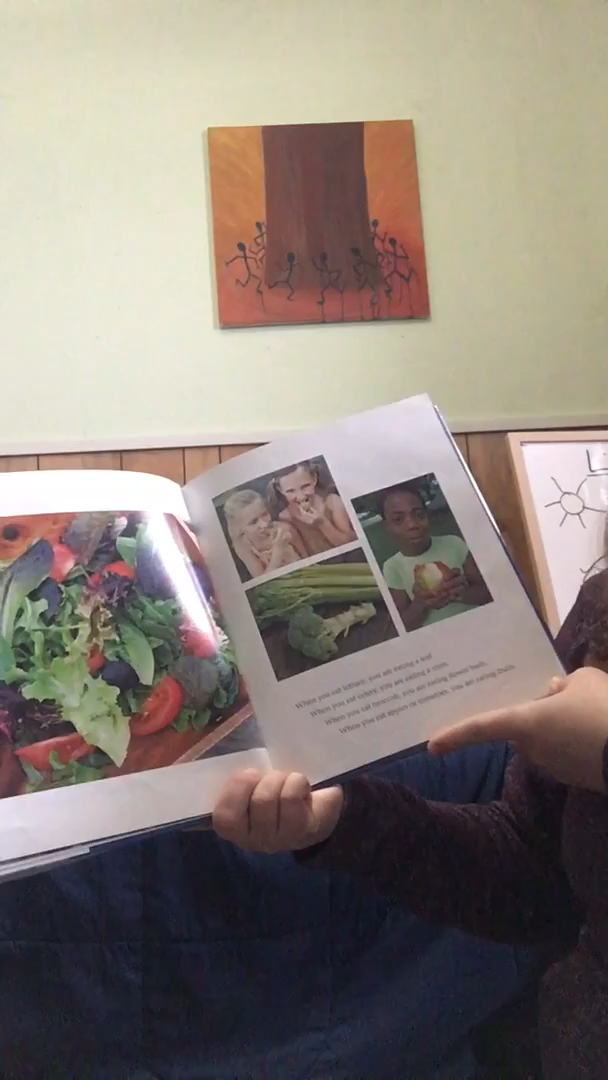 When you eat lettuce, you are eating a leaf.
When you eat celery, you are eating a stem.
When you eat broccoli, you are eating flower buds.
When you eat apples or tomatoes, you are eating fruits.